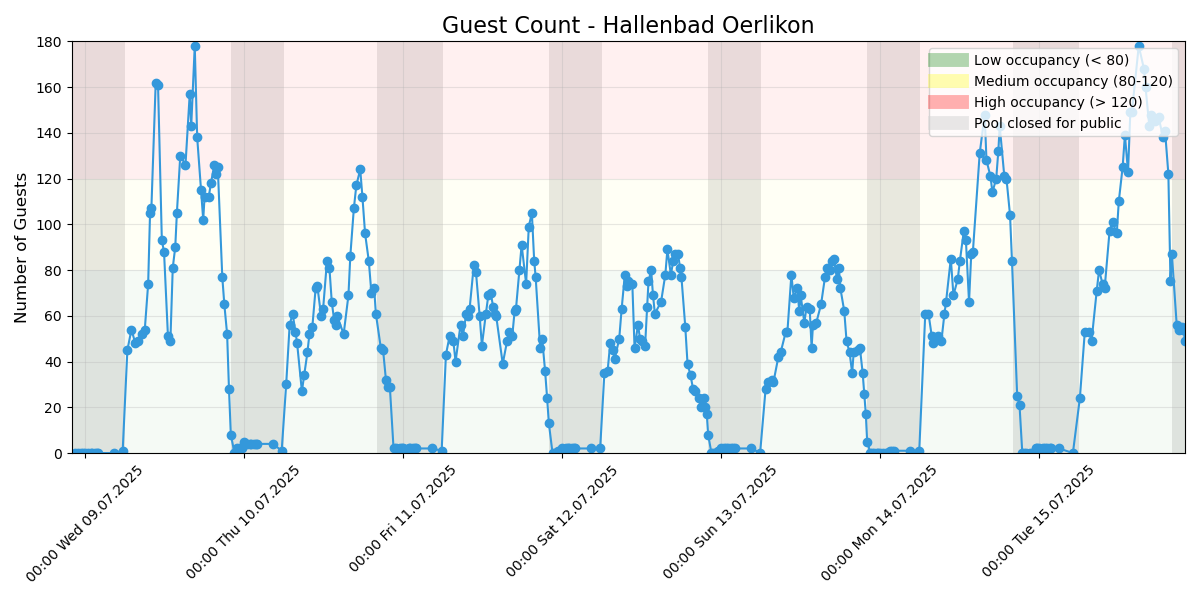 Guest Count - Hallenbad Oerlikon
Number of Guests
180
160
140
120
100
80
60
40
20
0
Low occupancy (< 80)
Medium occupancy (80-120)
High occupancy (> 120)
Pool closed for public
00:00 Wed 09.07.2025
00:00 Thu 10.07.2025
00:00 Fri 11.07.2025
00:00 Sat 12.07.2025
00:00 Sun 13.07.2025
00:00 Mon 14.07.2025
00:00 Tue 15.07.2025